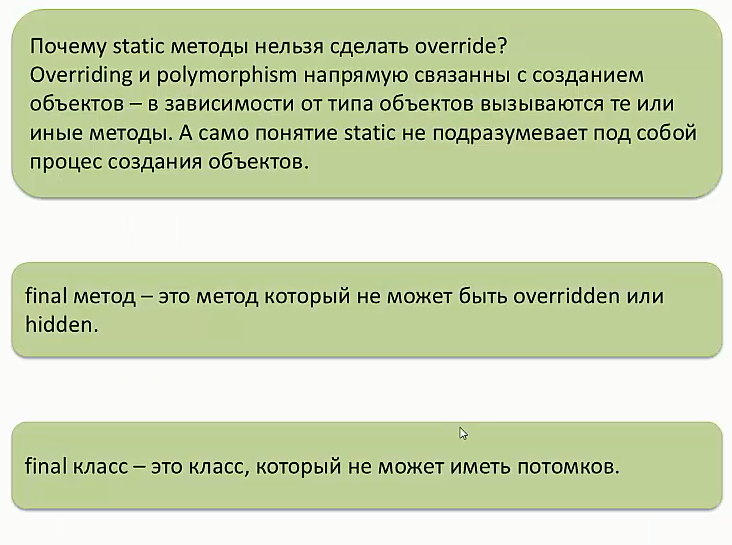 Почему static методы нельзя сделать override?
Overriding и polymorphism напрямую связанны с созданием
объектов – в зависимости от типа объектов вызываются те или
иные методы. А само понятие static не подразумевает под собой
процес создания объектов.
final метод – это метод который не может быть overridden или
hidden.
final класс – это класс, который не может иметь потомков.